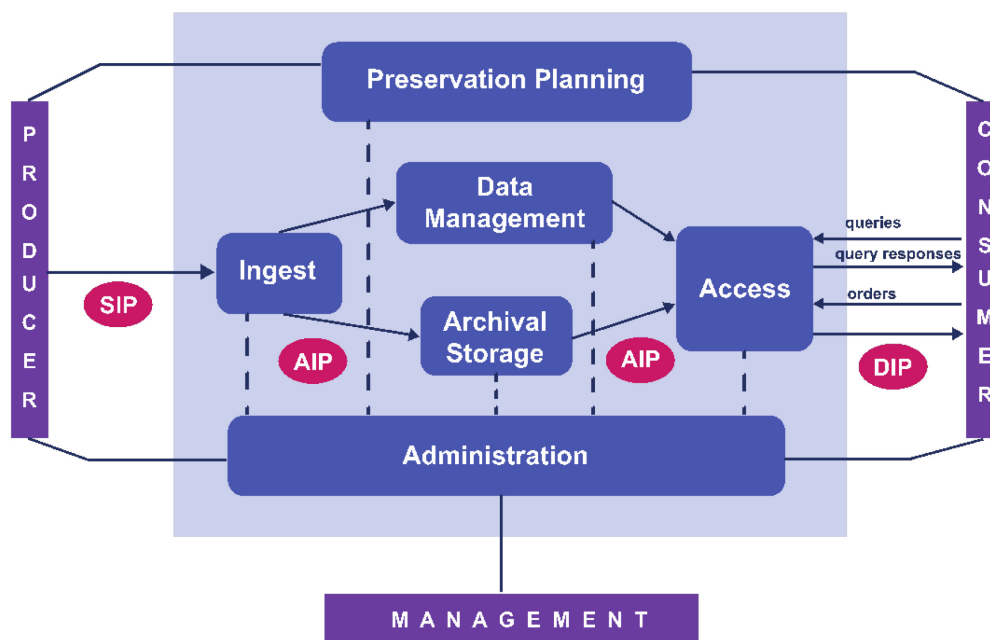 Preservation Planning
PRODUCER
CONSUMER
Data
Management
queries
Ingest
query responses
Access
SIP
orders
Archival
Storage
AIP
AIP
DIP
Administration
MANAGEMENT